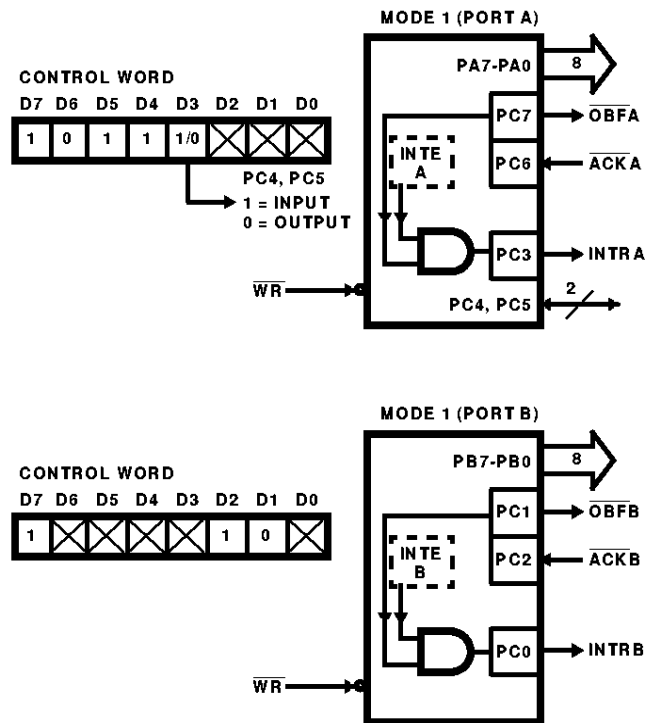 MODE 1 (PORT A)
CONTROL WORD
D7 D6 D5 D4 D3 D2 D1 D0
1 0 1 1 1/0
PC4, PC5
1 = INPUT
0 = OUTPUT
PA7-PA0
8
PC7
OBFA
INTE
A
PC6
ACKA
PC3
INTRA
WR
PC4, PC5
2
MODE 1 (PORT B)
CONTROL WORD
D7 D6 D5 D4 D3 D2 D1 D0
1 1 0
PB7-PB0
8
PC1
OBFB
INTE
B
PC2
ACKB
PC0
INTRB
WR